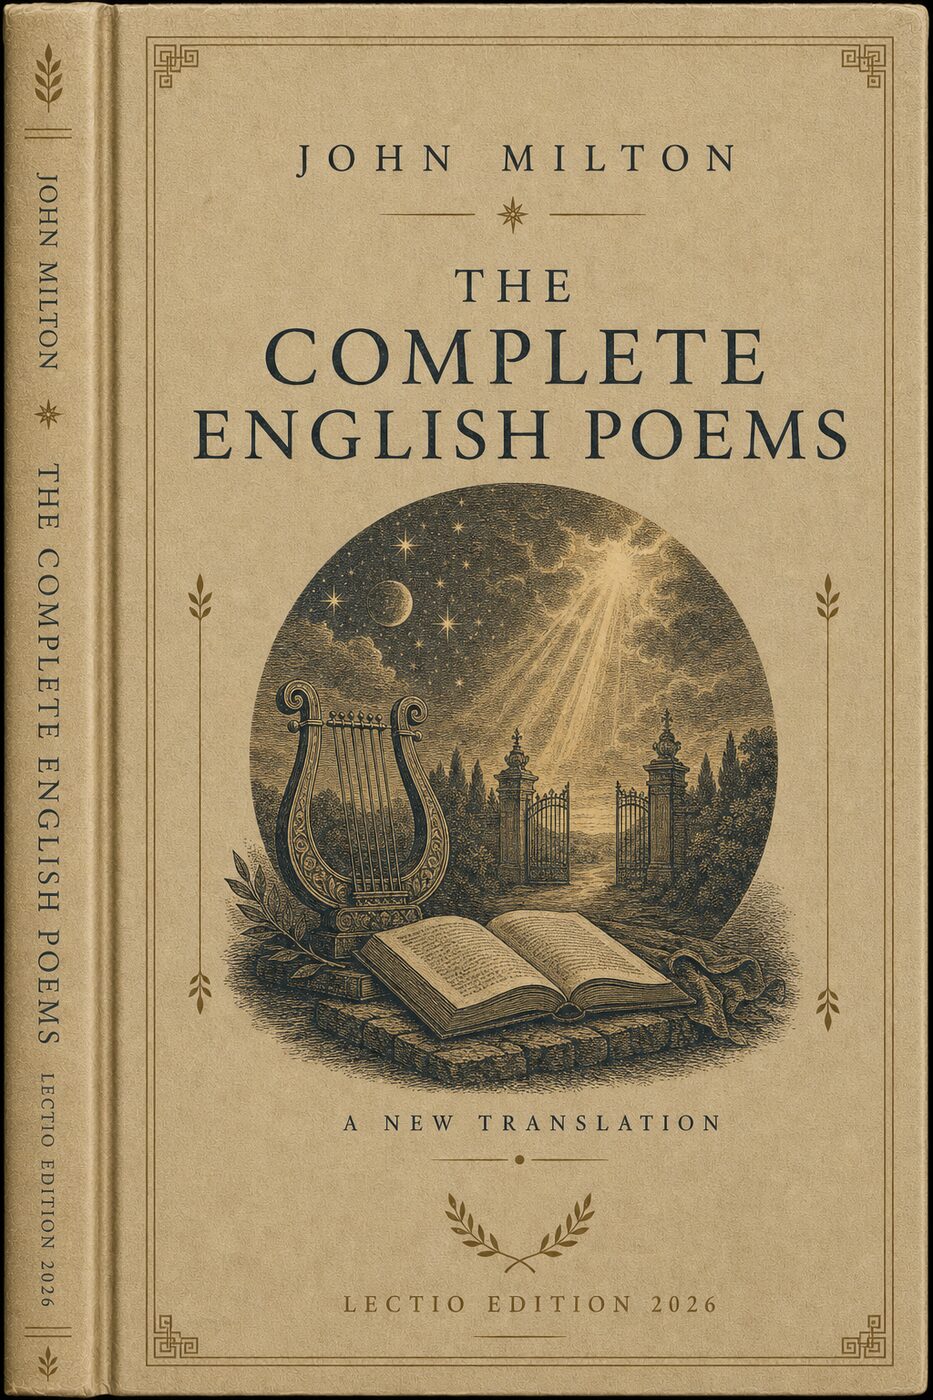 JOHN MILTON
THE
COMPLETE
ENGLISH POEMS
A NEW TRANSLATION
LECTIO EDITION 2026
JOHN MILTON
THE COMPLETE ENGLISH POEMS
LECTIO EDITION 2026